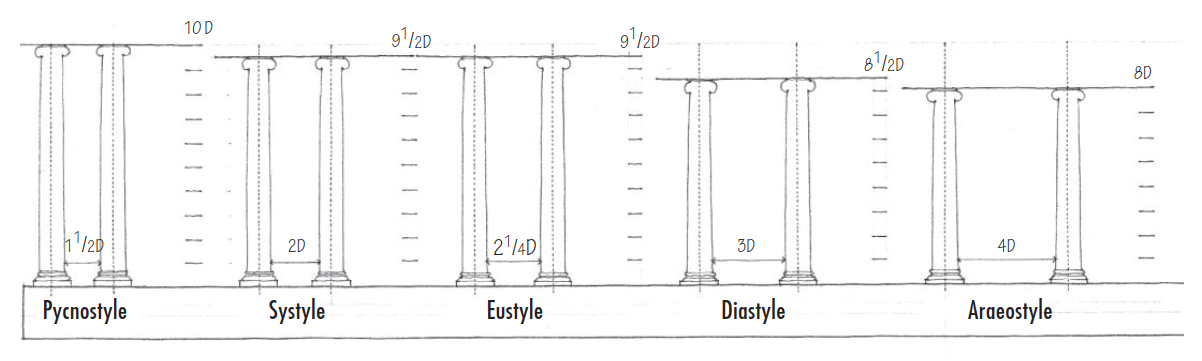 10D
9 1/2D
9 1/2D
8 1/2D
8D
1 1/2D
2D
2 1/4D
3D
4D
Pycnostyle
Systyle
Eustyle
Diastyle
Araeostyle